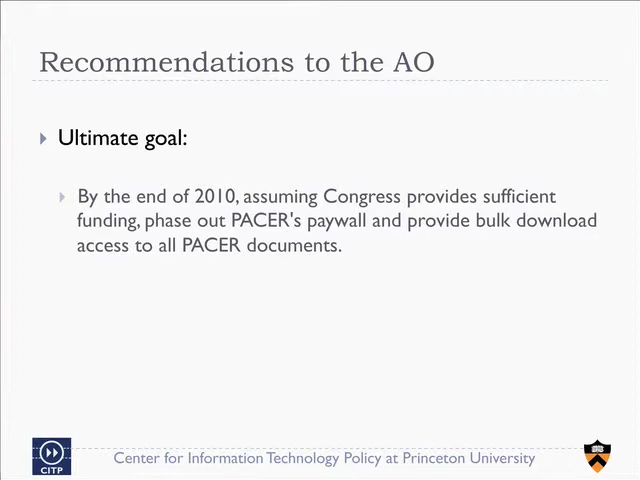 Recommendations to the AO
Ultimate goal:
By the end of 2010, assuming Congress provides sufficient
funding, phase out PACER's paywall and provide bulk download
access to all PACER documents.
CITP
Center for Information Technology Policy at Princeton University